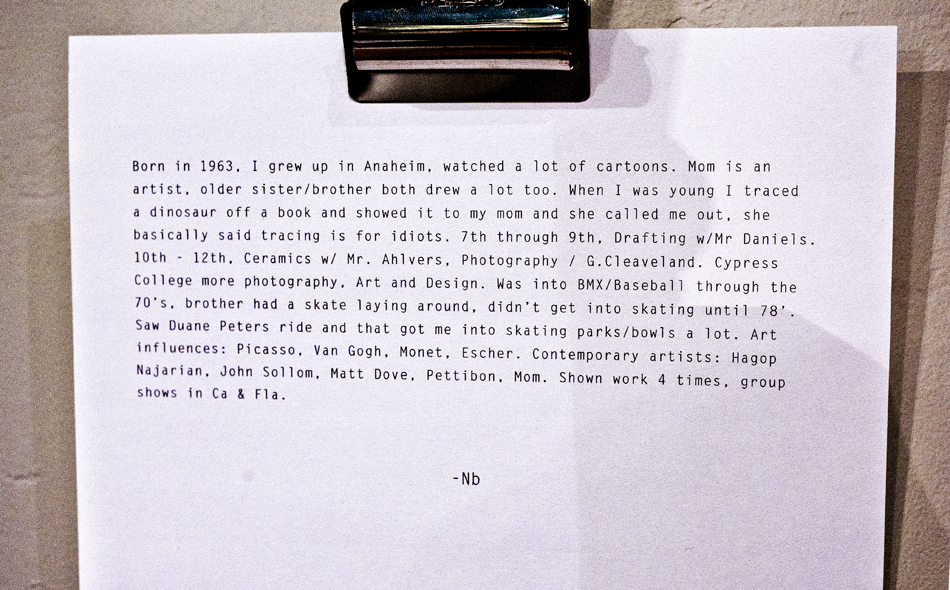 Born in 1963, I grew up in Anaheim, watched a lot of cartoons. Mom is an
artist, older sister/brother both drew a lot too. When I was young I traced
a dinosaur off a book and showed it to my mom and she called me out, she
basically said tracing is for idiots. 7th through 9th, Drafting w/Mr Daniels.
10th - 12th, Ceramics w/ Mr. Ahlvers, Photography / G.Cleaveland. Cypress
College more photography, Art and Design. Was into BMX/Baseball through the
70's, brother had a skate laying around, didn't get into skating until 78'.
Saw Duane Peters ride and that got me into skating parks/bowls a lot. Art
influences: Picasso, Van Gogh, Monet, Escher. Contemporary artists: Hagop
Najarian, John Sollom, Matt Dove, Pettibon, Mom. Shown work 4 times, group
shows in Ca & Fla.
-Nb